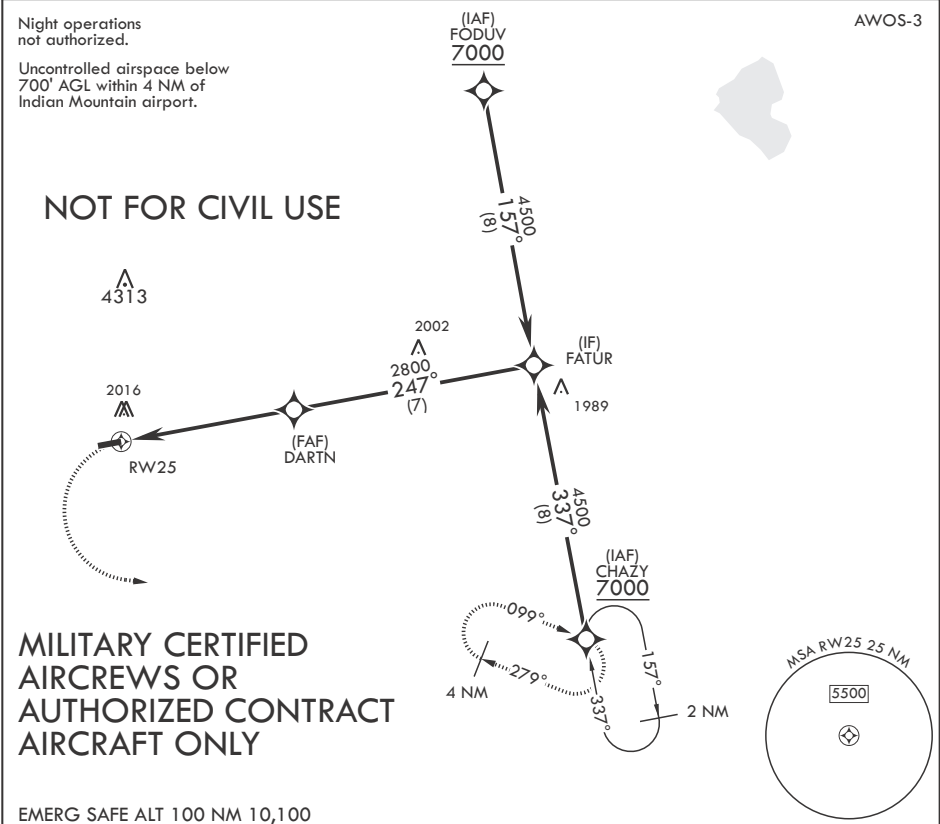 Night operations
not authorized.
Uncontrolled airspace below
700' AGL within 4 NM of
Indian Mountain airport.
(IAF)
FODUV
7000
AWOS-3
NOT FOR CIVIL USE
4500
157°
(8)
4313
2002
2800
247°
(7)
(IF)
FATUR
1989
2016
RW25
(FAF)
DARTN
4500
337°
(8)
(IAF)
CHAZY
7000
099°
279°
4 NM
157°
337°
2 NM
MILITARY CERTIFIED
AIRCREWS OR
AUTHORIZED CONTRACT
AIRCRAFT ONLY
MSA RW25 25 NM
5500
EMERG SAFE ALT 100 NM 10,100